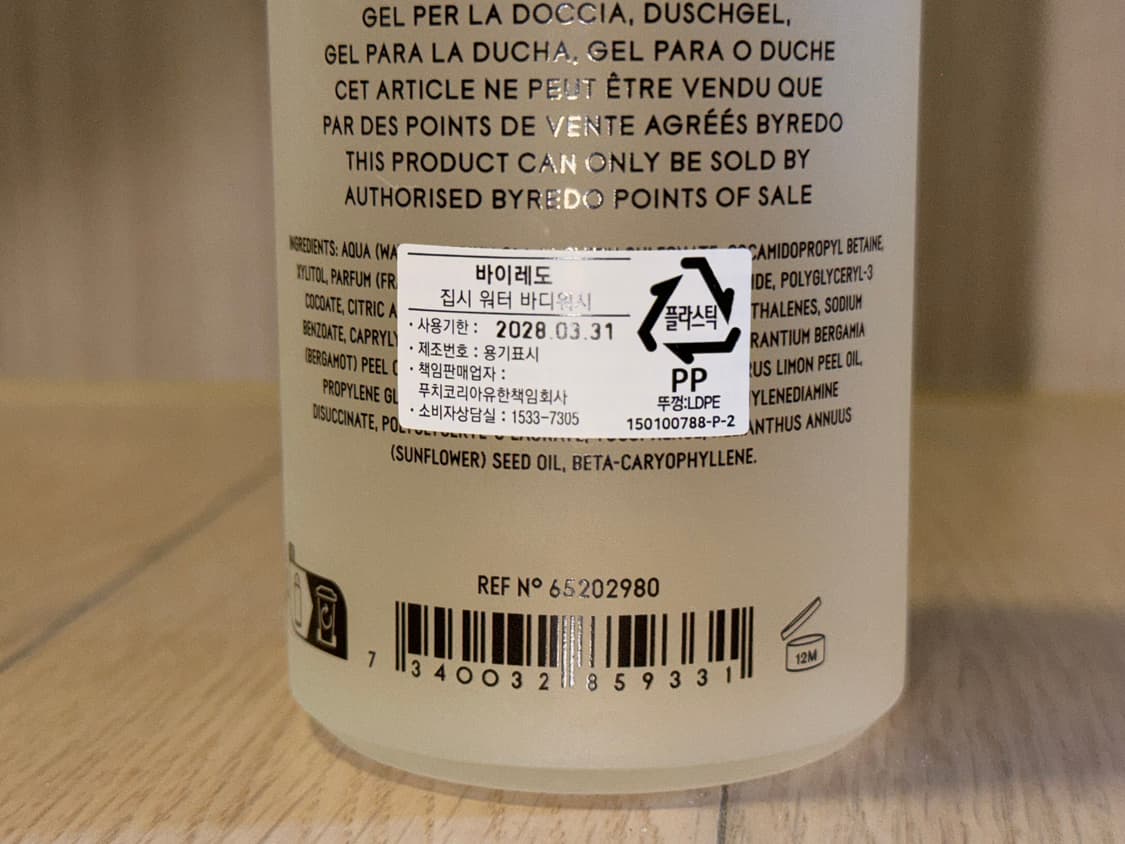 GEL PER LA DOCCIA, DUSCHGEL,
GEL PARA LA DUCHA, GEL PARA O DUCHE
CET ARTICLE NE PEUT ÊTRE VENDU QUE
PAR DES POINTS DE VENTE AGRÉÉS BYREDO
THIS PRODUCT CAN ONLY BE SOLD BY
AUTHORISED BYREDO POINTS OF SALE
INGREDIENTS: AQUA COCAMIDOPROPYL BETAINE,
XYLITOL, PARFUM POLYGLYCERYL-3
COCOATE, CITRIC SODIUM
BENZOATE, BERGAMIA
(BERGAMOT) PEEL LIMON PEEL OIL,
PROPYLENE
DISUCCINATE, ANNUUS
(SUNFLOWER) SEED OIL, BETA-CARYOPHYLLENE.
바이레도
집시 워터 바디워시
· 사용기한 : 2028.03.31
· 제조번호 : 용기표시
· 책임판매업자 :
푸치코리아유한책임회사
· 소비자상담실 : 1533-7305
플라스틱
PP
뚜껑:LDPE
150100788-P-2
REF Nº 65202980
7 340032 859331
12M